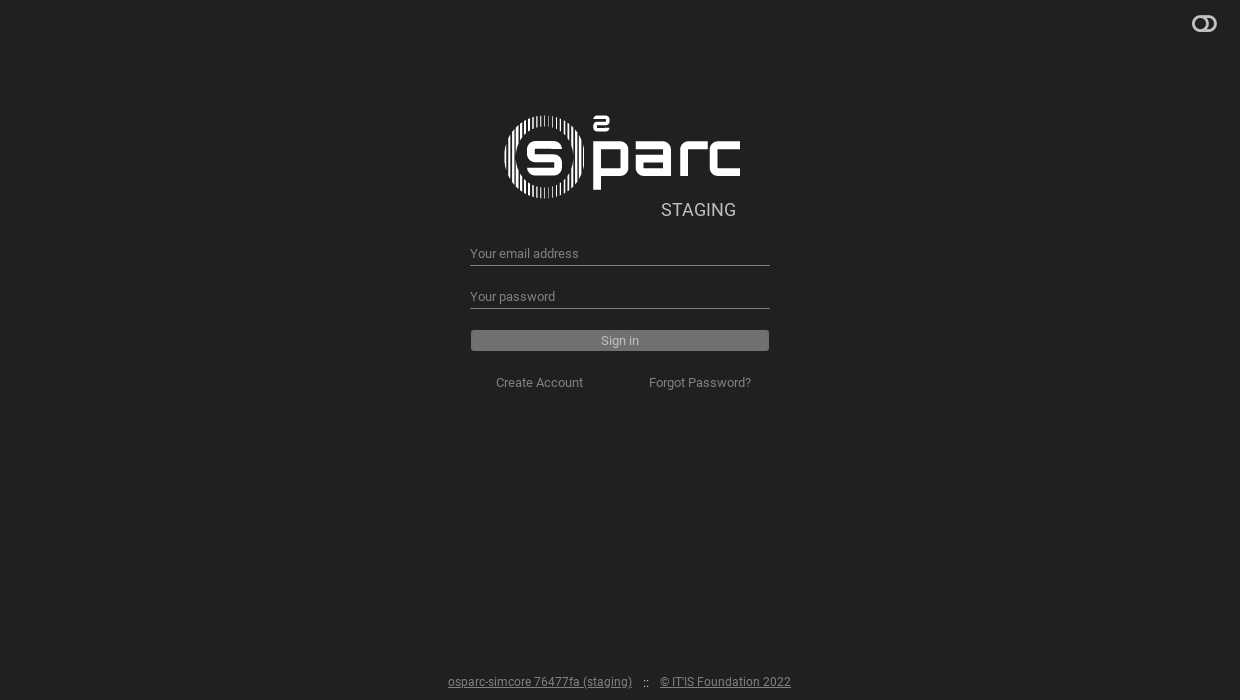 s²parc
STAGING
Your email address
Your password
Sign in
Create Account Forgot Password?
osparc-simcore 76477fa (staging) :: © IT'IS Foundation 2022